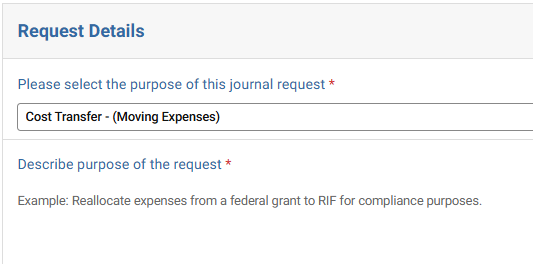 Request Details
Please select the purpose of this journal request *
Cost Transfer - (Moving Expenses)
Describe purpose of the request *
Example: Reallocate expenses from a federal grant to RIF for compliance purposes.